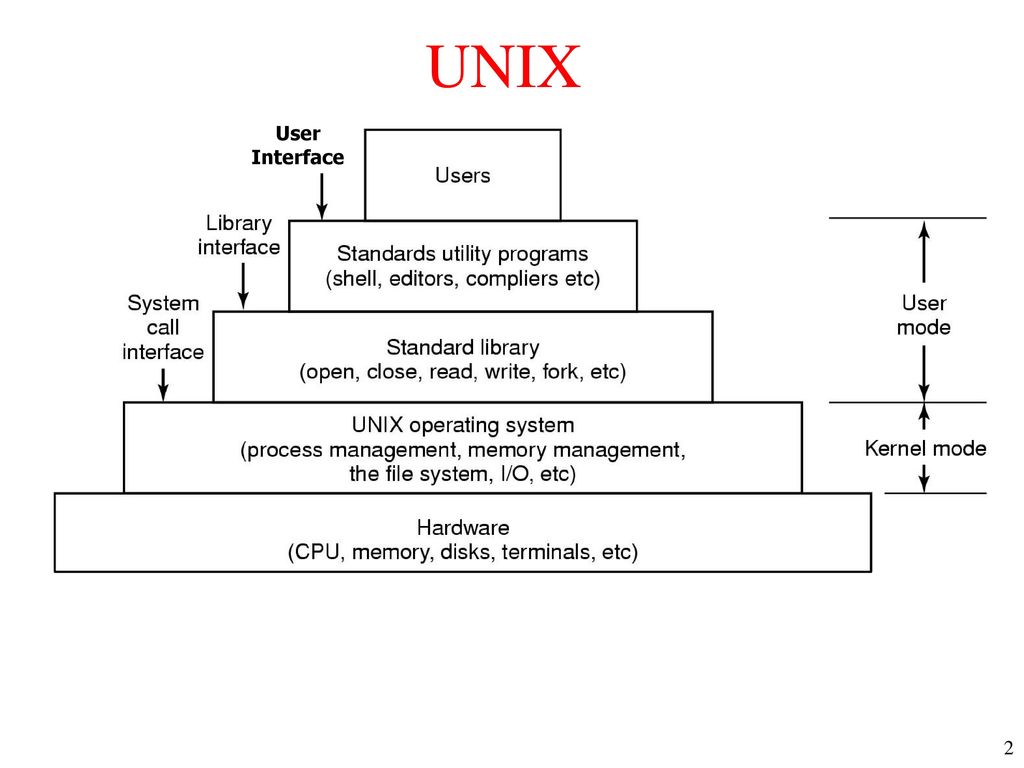 UNIX
User
Interface
Users
Library
interface
Standards utility programs
(shell, editors, compliers etc)
System
call
interface
User
mode
Standard library
(open, close, read, write, fork, etc)
UNIX operating system
(process management, memory management,
the file system, I/O, etc)
Kernel mode
Hardware
(CPU, memory, disks, terminals, etc)
2